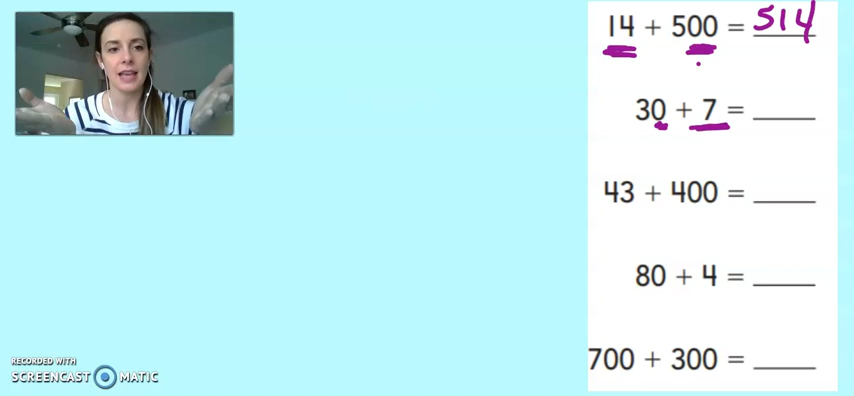 14 + 500 = 514
30 + 7 = ____
43 + 400 = ____
80 + 4 = ____
700 + 300 = ____
RECORDED WITH
SCREENCAST MATIC